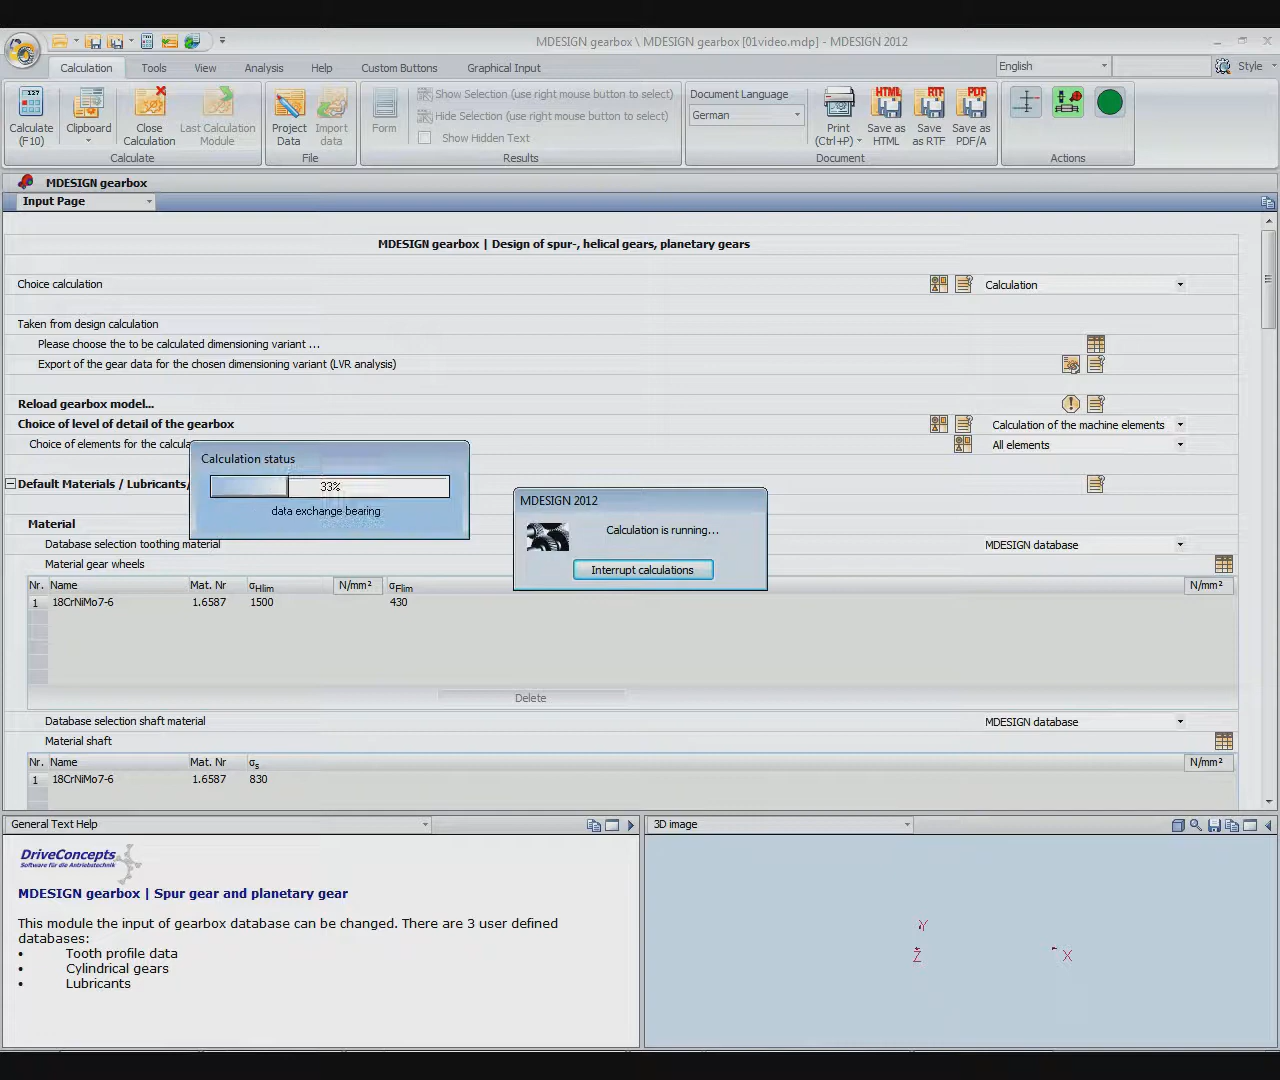 MDESIGN gearbox \ MDESIGN gearbox [01video.mdp] - MDESIGN 2012
Calculation Tools View Analysis Help Custom Buttons Graphical Input English Style
Calculate (F10)
Clipboard
Close Calculation
Last Calculation Module
Calculate
Project Data
Import data
File
Form
Show Selection (use right mouse button to select)
Hide Selection (use right mouse button to select)
Show Hidden Text
Results
Document Language
German
Print (Ctrl+P)
HTML
Save as HTML
RTF
Save as RTF
PDF
Save as PDF/A
Document
Actions
MDESIGN gearbox
Input Page
MDESIGN gearbox | Design of spur-, helical gears, planetary gears
Choice calculation Calculation
Taken from design calculation
Please choose the to be calculated dimensioning variant ...
Export of the gear data for the chosen dimensioning variant (LVR analysis)
Reload gearbox model...
Choice of level of detail of the gearbox Calculation of the machine elements
Choice of elements for the calcula All elements
Calculation status
33%
data exchange bearing
MDESIGN 2012
Calculation is running...
Interrupt calculations
Default Materials / Lubricants/
Material
Database selection toothing material MDESIGN database
Material gear wheels
Nr. Name Mat. Nr σHlim N/mm² σFlim N/mm²
1 18CrNiMo7-6 1.6587 1500 430
Delete
Database selection shaft material MDESIGN database
Material shaft
Nr. Name Mat. Nr σs N/mm²
1 18CrNiMo7-6 1.6587 830
General Text Help
3D image
DriveConcepts
Software für die Antriebstechnik
MDESIGN gearbox | Spur gear and planetary gear
This module the input of gearbox database can be changed. There are 3 user defined
databases:
• Tooth profile data
• Cylindrical gears
• Lubricants
Y
Z X